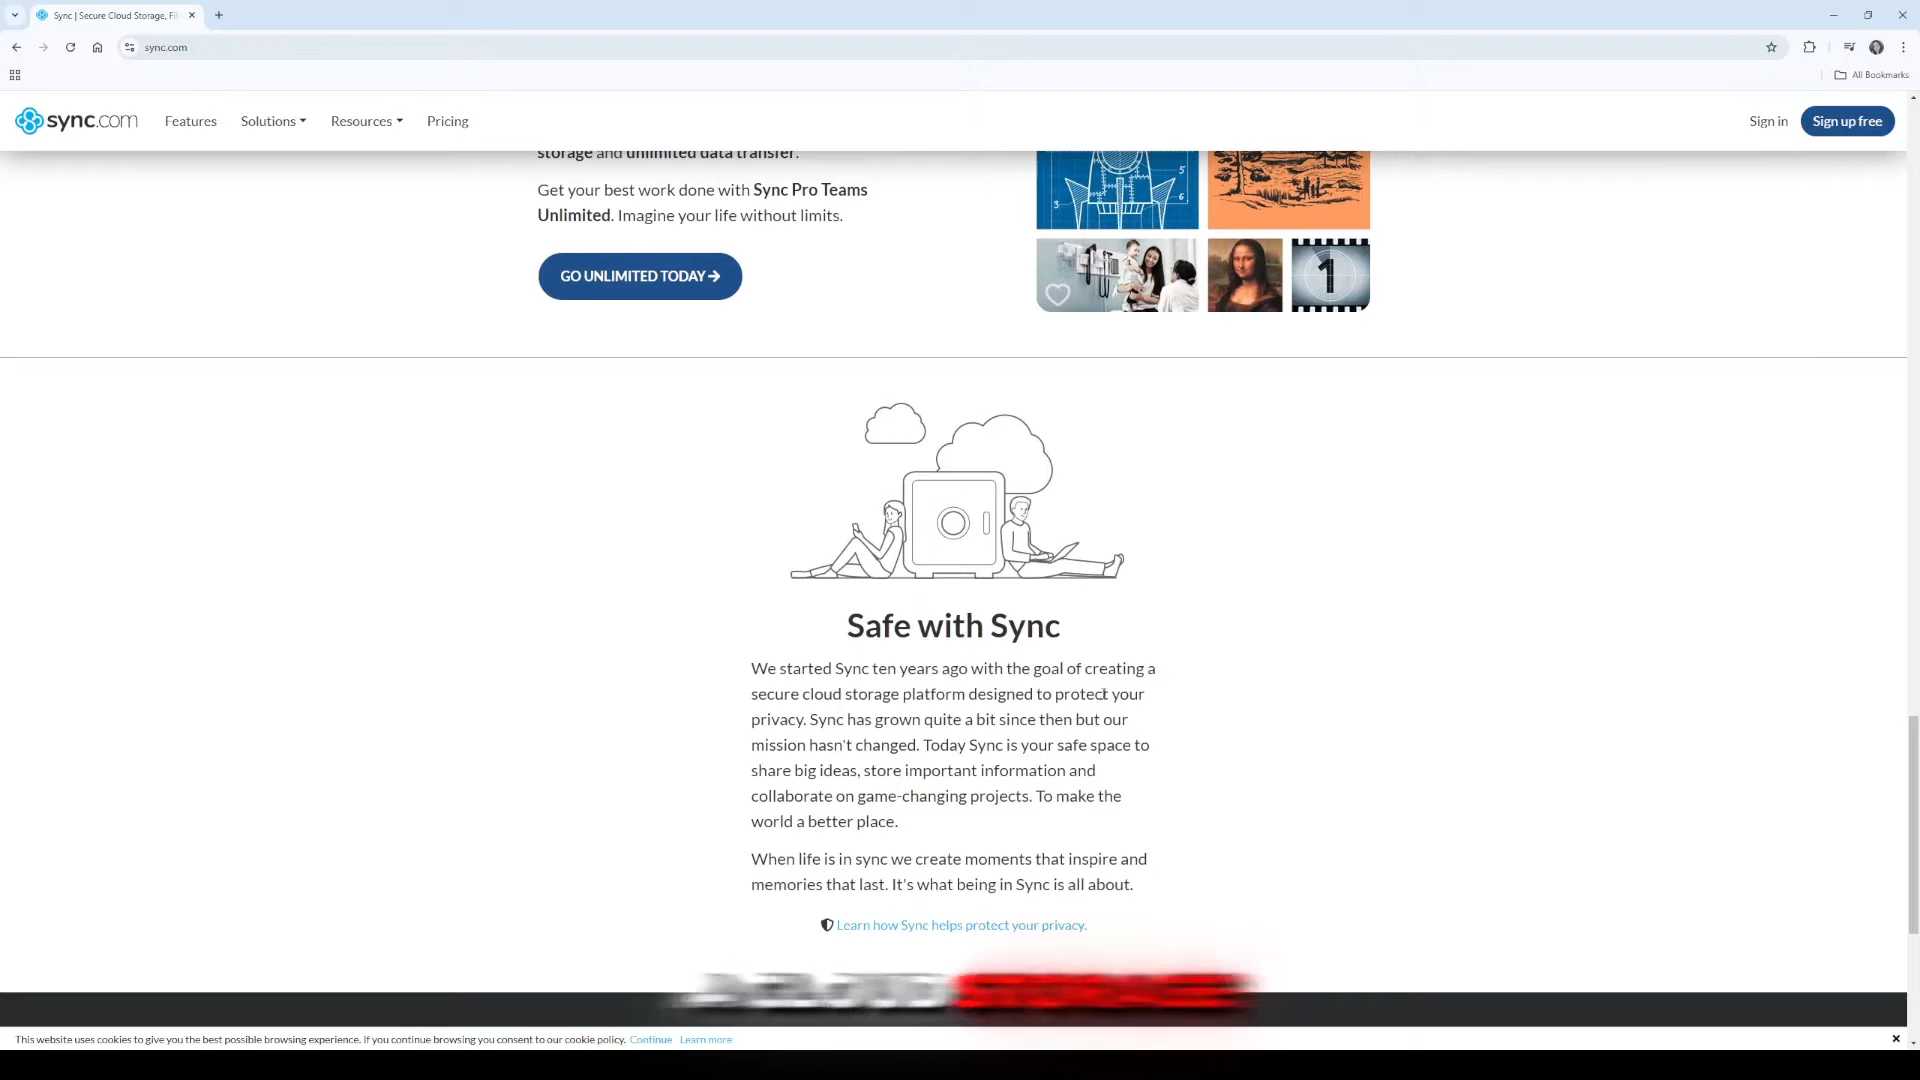 Sync | Secure Cloud Storage, Fil
sync.com
All Bookmarks
sync.com
Features
Solutions
Resources
Pricing
Sign in
Sign up free
storage and unlimited data transfer.
Get your best work done with Sync Pro Teams
Unlimited. Imagine your life without limits.
GO UNLIMITED TODAY
3
5
6
1
Safe with Sync
We started Sync ten years ago with the goal of creating a
secure cloud storage platform designed to protect your
privacy. Sync has grown quite a bit since then but our
mission hasn't changed. Today Sync is your safe space to
share big ideas, store important information and
collaborate on game-changing projects. To make the
world a better place.
When life is in sync we create moments that inspire and
memories that last. It's what being in Sync is all about.
Learn how Sync helps protect your privacy.
This website uses cookies to give you the best possible browsing experience. If you continue browsing you consent to our cookie policy. Continue Learn more